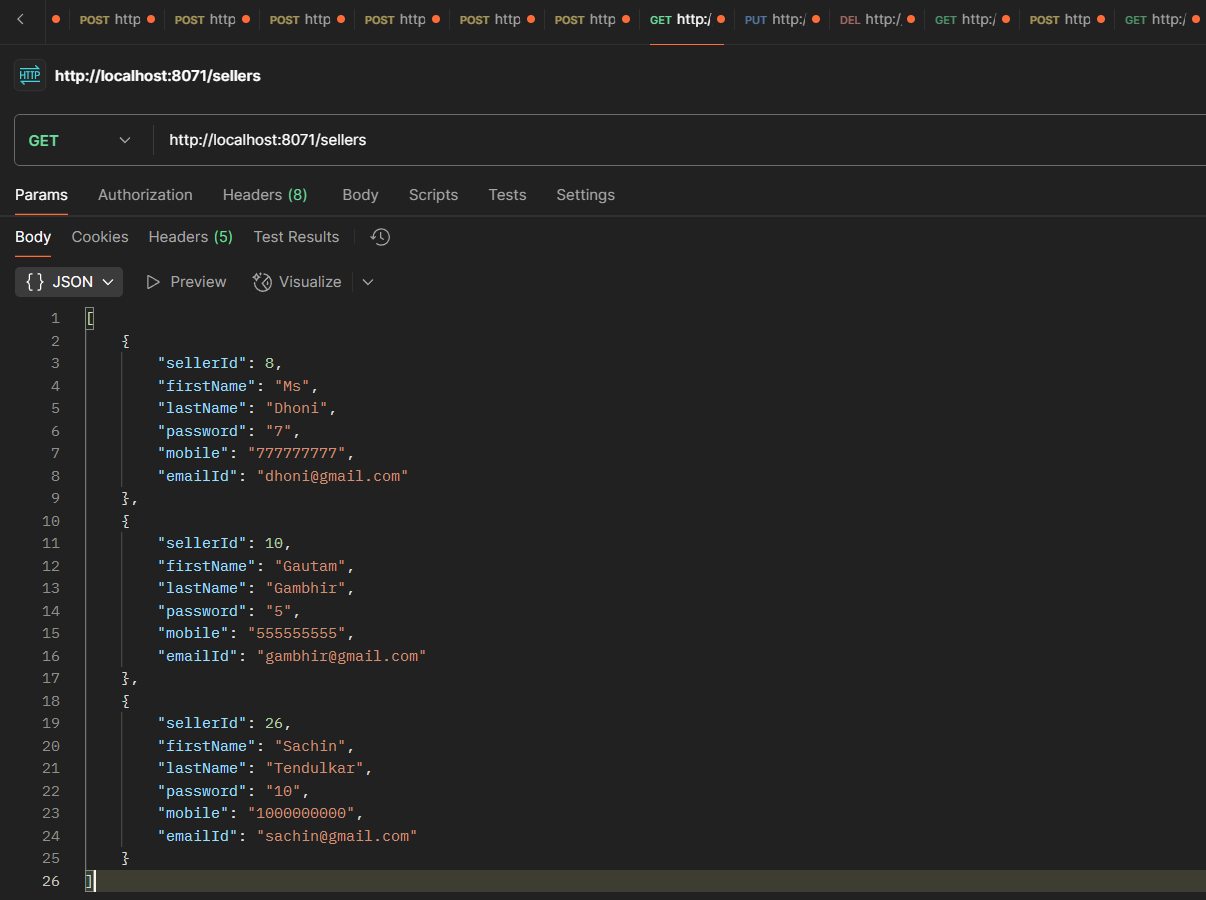 POST http POST http POST http POST http POST http POST http GET http:/ PUT http:/ DEL http:/. GET http:/ POST http GET http:/
HTTP http://localhost:8071/sellers
GET http://localhost:8071/sellers
Params Authorization Headers (8) Body Scripts Tests Settings
Body Cookies Headers (5) Test Results
{} JSON Preview Visualize
1 [
2 {
3 "sellerId": 8,
4 "firstName": "Ms",
5 "lastName": "Dhoni",
6 "password": "7",
7 "mobile": "777777777",
8 "emailId": "dhoni@gmail.com"
9 },
10 {
11 "sellerId": 10,
12 "firstName": "Gautam",
13 "lastName": "Gambhir",
14 "password": "5",
15 "mobile": "555555555",
16 "emailId": "gambhir@gmail.com"
17 },
18 {
19 "sellerId": 26,
20 "firstName": "Sachin",
21 "lastName": "Tendulkar",
22 "password": "10",
23 "mobile": "1000000000",
24 "emailId": "sachin@gmail.com"
25 }
26 ]